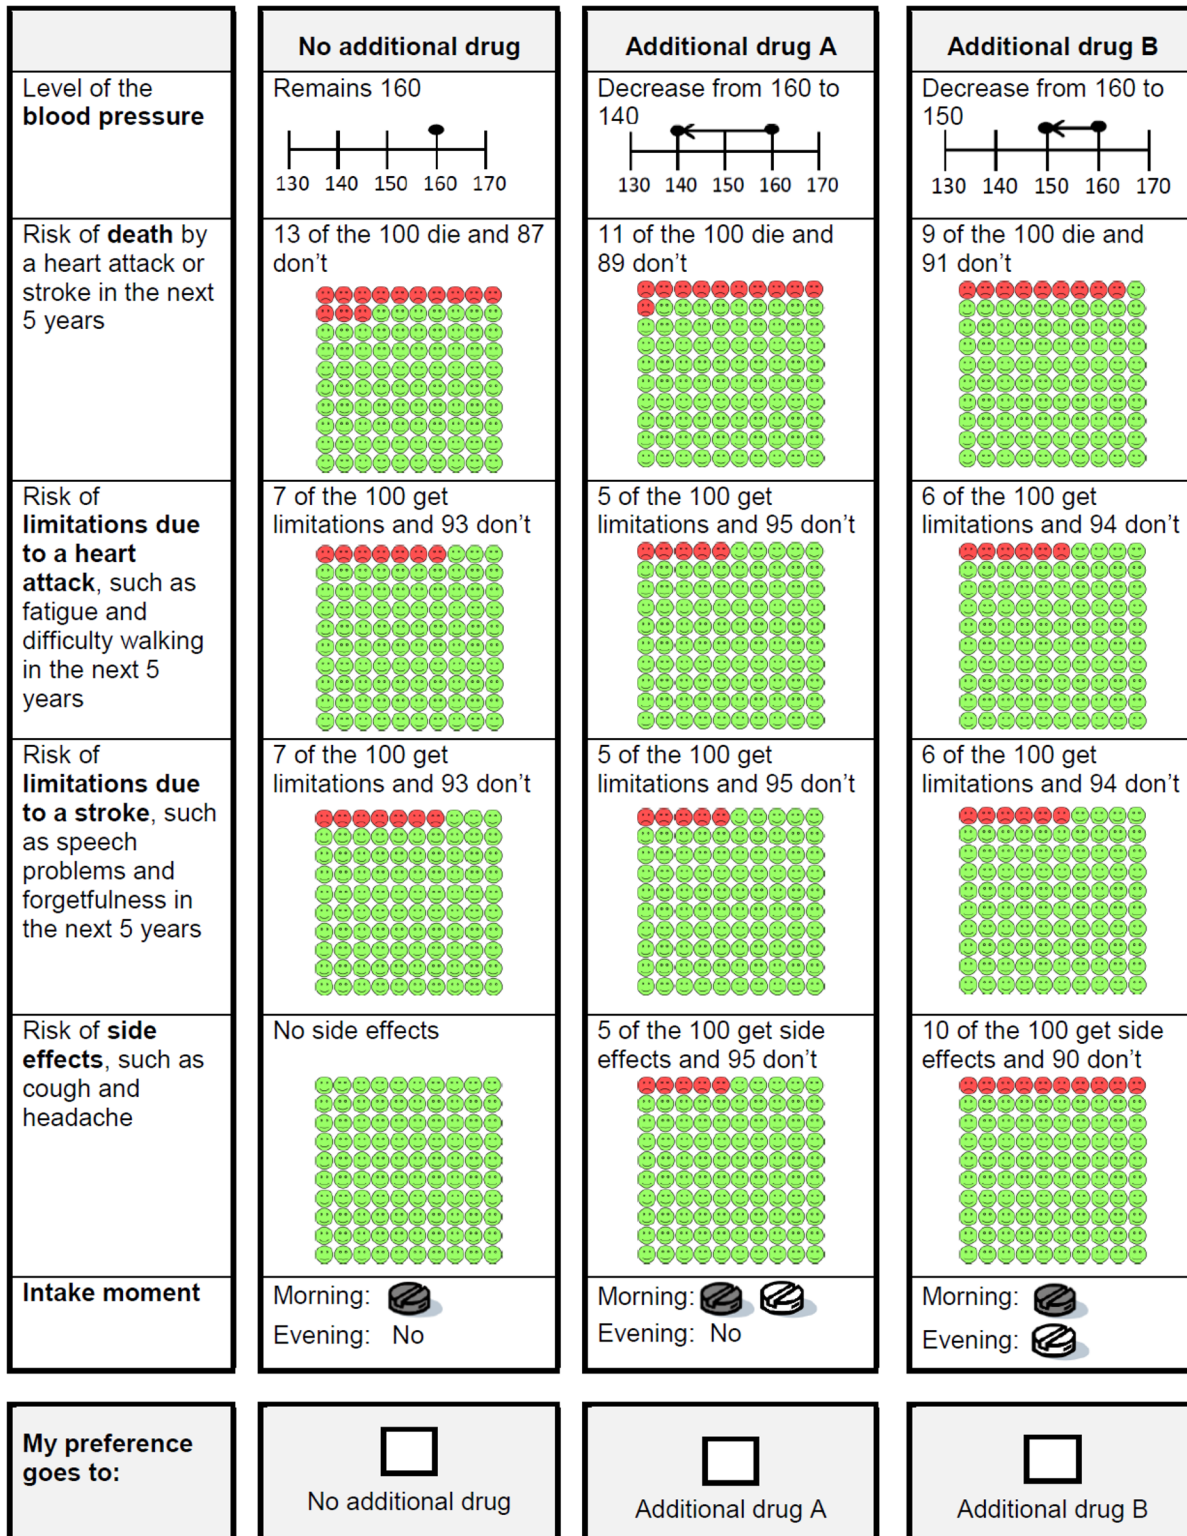 No additional drug
Additional drug A
Additional drug B
Level of the
blood pressure
Remains 160
130 140 150 160 170
Decrease from 160 to
140
130 140 150 160 170
Decrease from 160 to
150
130 140 150 160 170
Risk of death by
a heart attack or
stroke in the next
5 years
13 of the 100 die and 87
don't
11 of the 100 die and
89 don't
9 of the 100 die and
91 don't
Risk of
limitations due
to a heart
attack, such as
fatigue and
difficulty walking
in the next 5
years
7 of the 100 get
limitations and 93 don't
5 of the 100 get
limitations and 95 don't
6 of the 100 get
limitations and 94 don't
Risk of
limitations due
to a stroke, such
as speech
problems and
forgetfulness in
the next 5 years
7 of the 100 get
limitations and 93 don't
5 of the 100 get
limitations and 95 don't
6 of the 100 get
limitations and 94 don't
Risk of side
effects, such as
cough and
headache
No side effects
5 of the 100 get side
effects and 95 don't
10 of the 100 get side
effects and 90 don't
Intake moment
Morning:
Evening: No
Morning:
Evening: No
Morning:
Evening:
My preference
goes to:
No additional drug
Additional drug A
Additional drug B